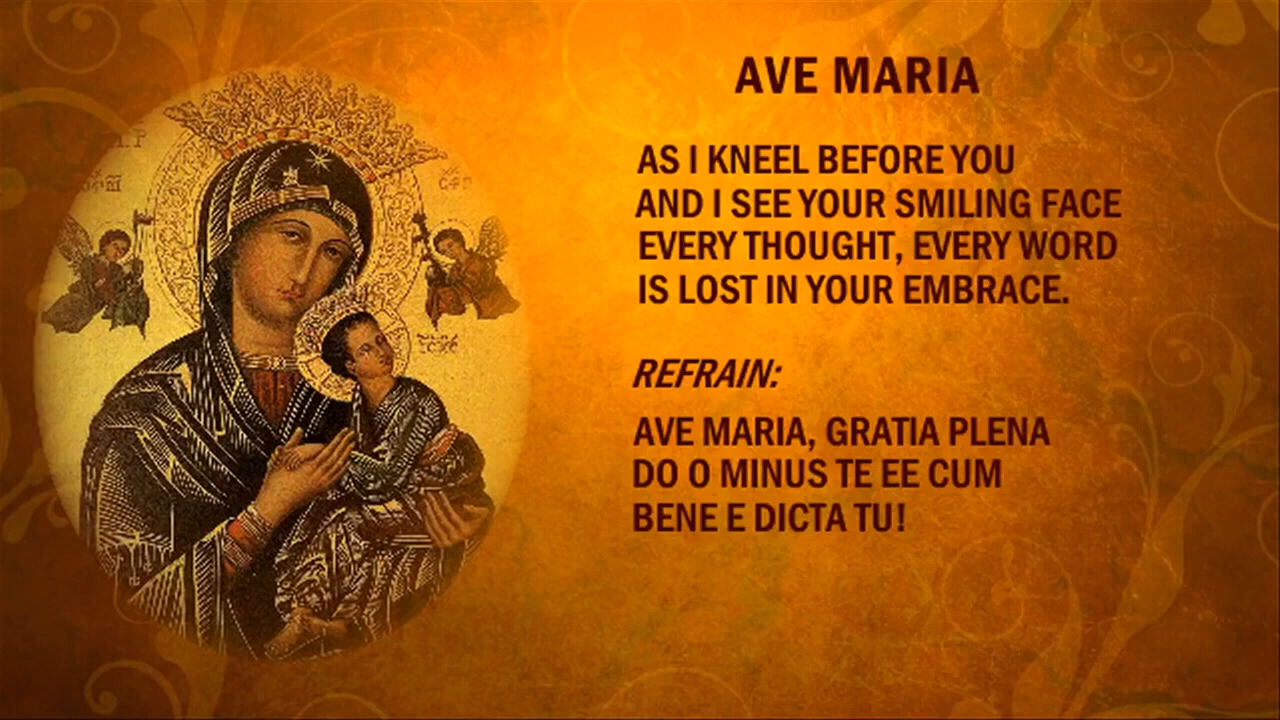 AVE MARIA
AS I KNEEL BEFORE YOU
AND I SEE YOUR SMILING FACE
EVERY THOUGHT, EVERY WORD
IS LOST IN YOUR EMBRACE.
REFRAIN:
AVE MARIA, GRATIA PLENA
DO O MINUS TE EE CUM
BENE E DICTA TU!